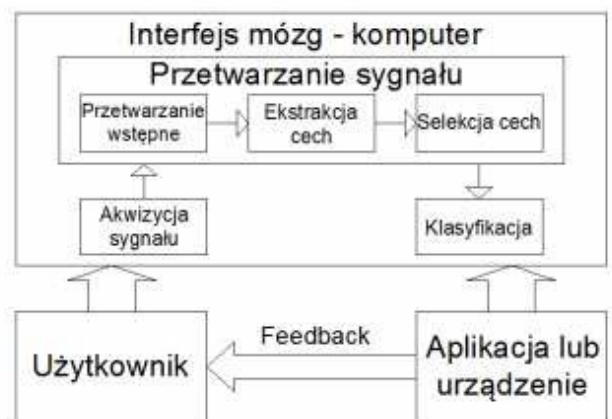 Interfejs mózg - komputer
Przetwarzanie sygnału
Przetwarzanie
wstępne
Ekstrakcja
cech
Selekcja cech
Akwizycja
sygnału
Klasyfikacja
Użytkownik
Feedback
Aplikacja lub
urządzenie